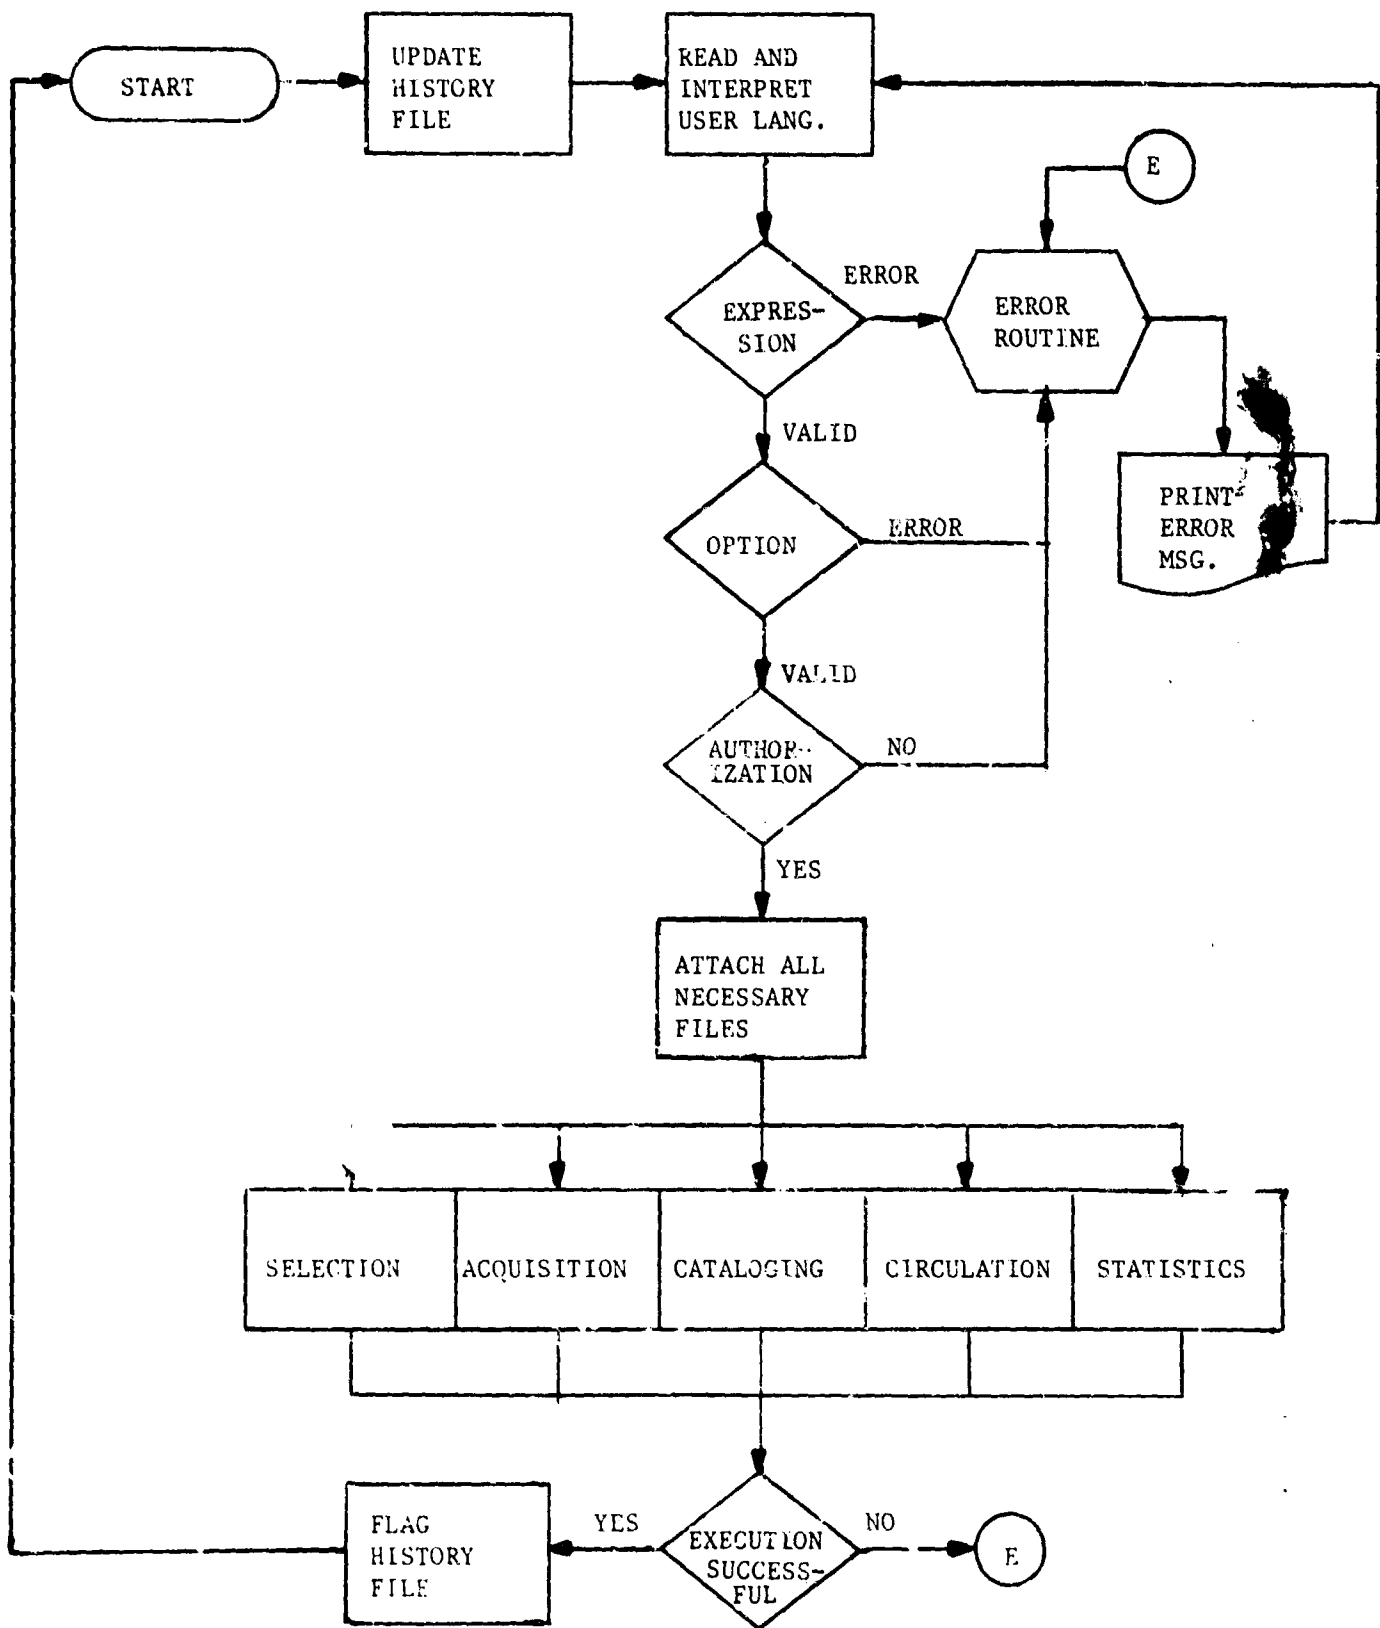 START
UPDATE
HISTORY
FILE
READ AND
INTERPRET
USER LANG.
E
EXPRES-
SION
ERROR
ERROR
ROUTINE
VALID
PRINT
ERROR
MSG.
OPTION
ERROR
VALID
AUTHOR-
IZATION
NO
YES
ATTACH ALL
NECESSARY
FILES
SELECTION
ACQUISITION
CATALOGING
CIRCULATION
STATISTICS
FLAG
HISTORY
FILE
YES
EXECUTION
SUCCESS-
FUL
NO
E